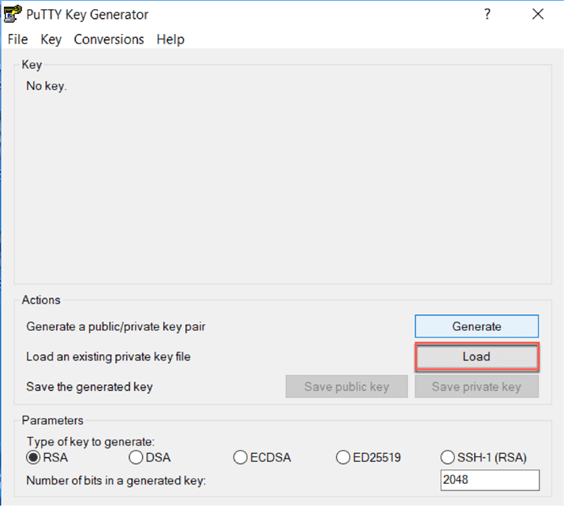 PuTTY Key Generator ?
File Key Conversions Help
Key
No key.
Actions
Generate a public/private key pair Generate
Load an existing private key file Load
Save the generated key Save public key Save private key
Parameters
Type of key to generate:
RSA DSA ECDSA ED25519 SSH-1 (RSA)
Number of bits in a generated key: 2048